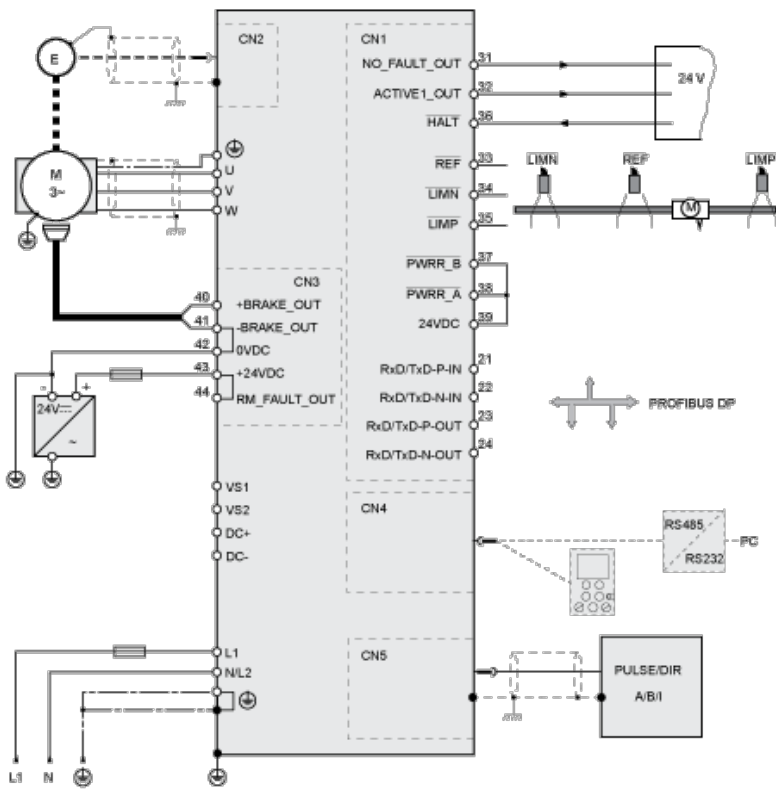 E
CN2
M
3~
U
V
W
CN3
40 +BRAKE_OUT
41 -BRAKE_OUT
42 0VDC
43 +24VDC
44 RM_FAULT_OUT
- +
24V
~
VS1
VS2
DC+
DC-
L1
N/L2
L1 N
CN1
NO_FAULT_OUT 31
ACTIVE1_OUT 32
HALT 36
24 V
REF 33
LIMN 34
LIMP 35
LIMN REF LIMP
M
PWRR_B 37
PWRR_A 38
24VDC 39
RxD/TxD-P-IN 21
RxD/TxD-N-IN 22
RxD/TxD-P-OUT 23
RxD/TxD-N-OUT 24
PROFIBUS DP
CN4
RS485
RS232
PC
CN5
PULSE/DIR
A/B/I